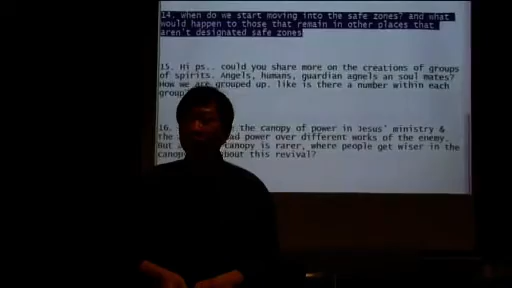 14. when do we start moving into the safe zones? and what
would happen to those that remain in other places that
aren't designated safe zones
15. Hi ps.. could you share more on the creations of groups
of spirits. Angels, humans, guardian agnels an soul mates?
How we are grouped up. like is there a number within each
group
16. the canopy of power in Jesus' ministry &
the ad power over different works of the enemy.
But canopy is rarer, where people get wiser in the
canop bout this revival?